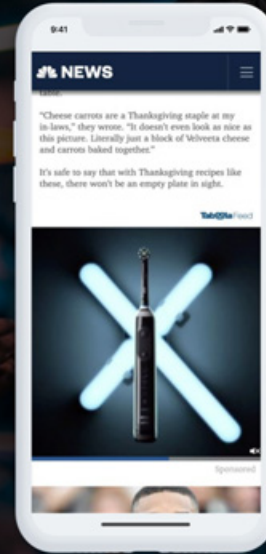 9:41
NEWS
table.
"Cheese carrots are a Thanksgiving staple at my
in-laws," they wrote. "It doesn't even look as nice as
this picture. Literally just a block of Velveeta cheese
and carrots baked together."
It's safe to say that with Thanksgiving recipes like
these, there won't be an empty plate in sight.
Taboola Feed
Sponsored